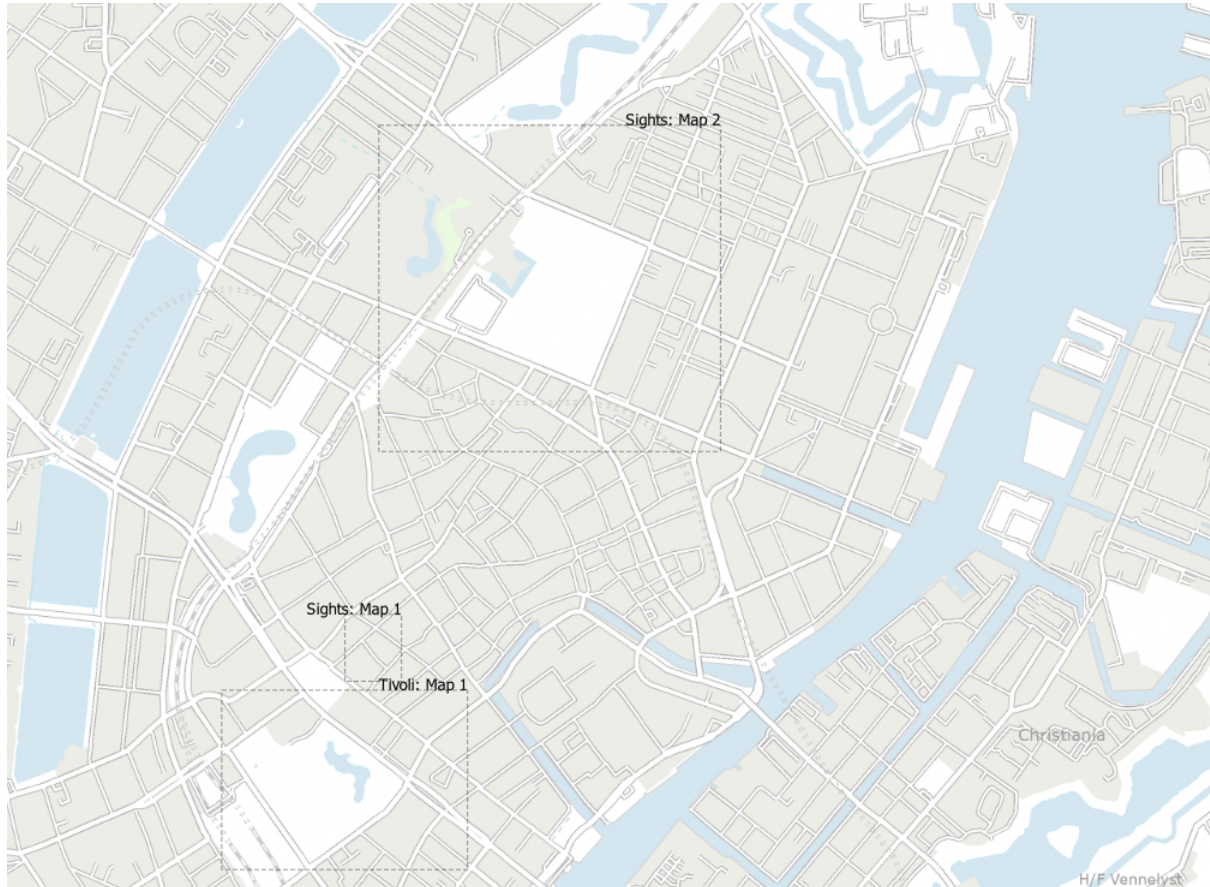 Sights: Map 2
Sights: Map 1
Tivoli: Map 1
Christiania
H/F Vennelyst